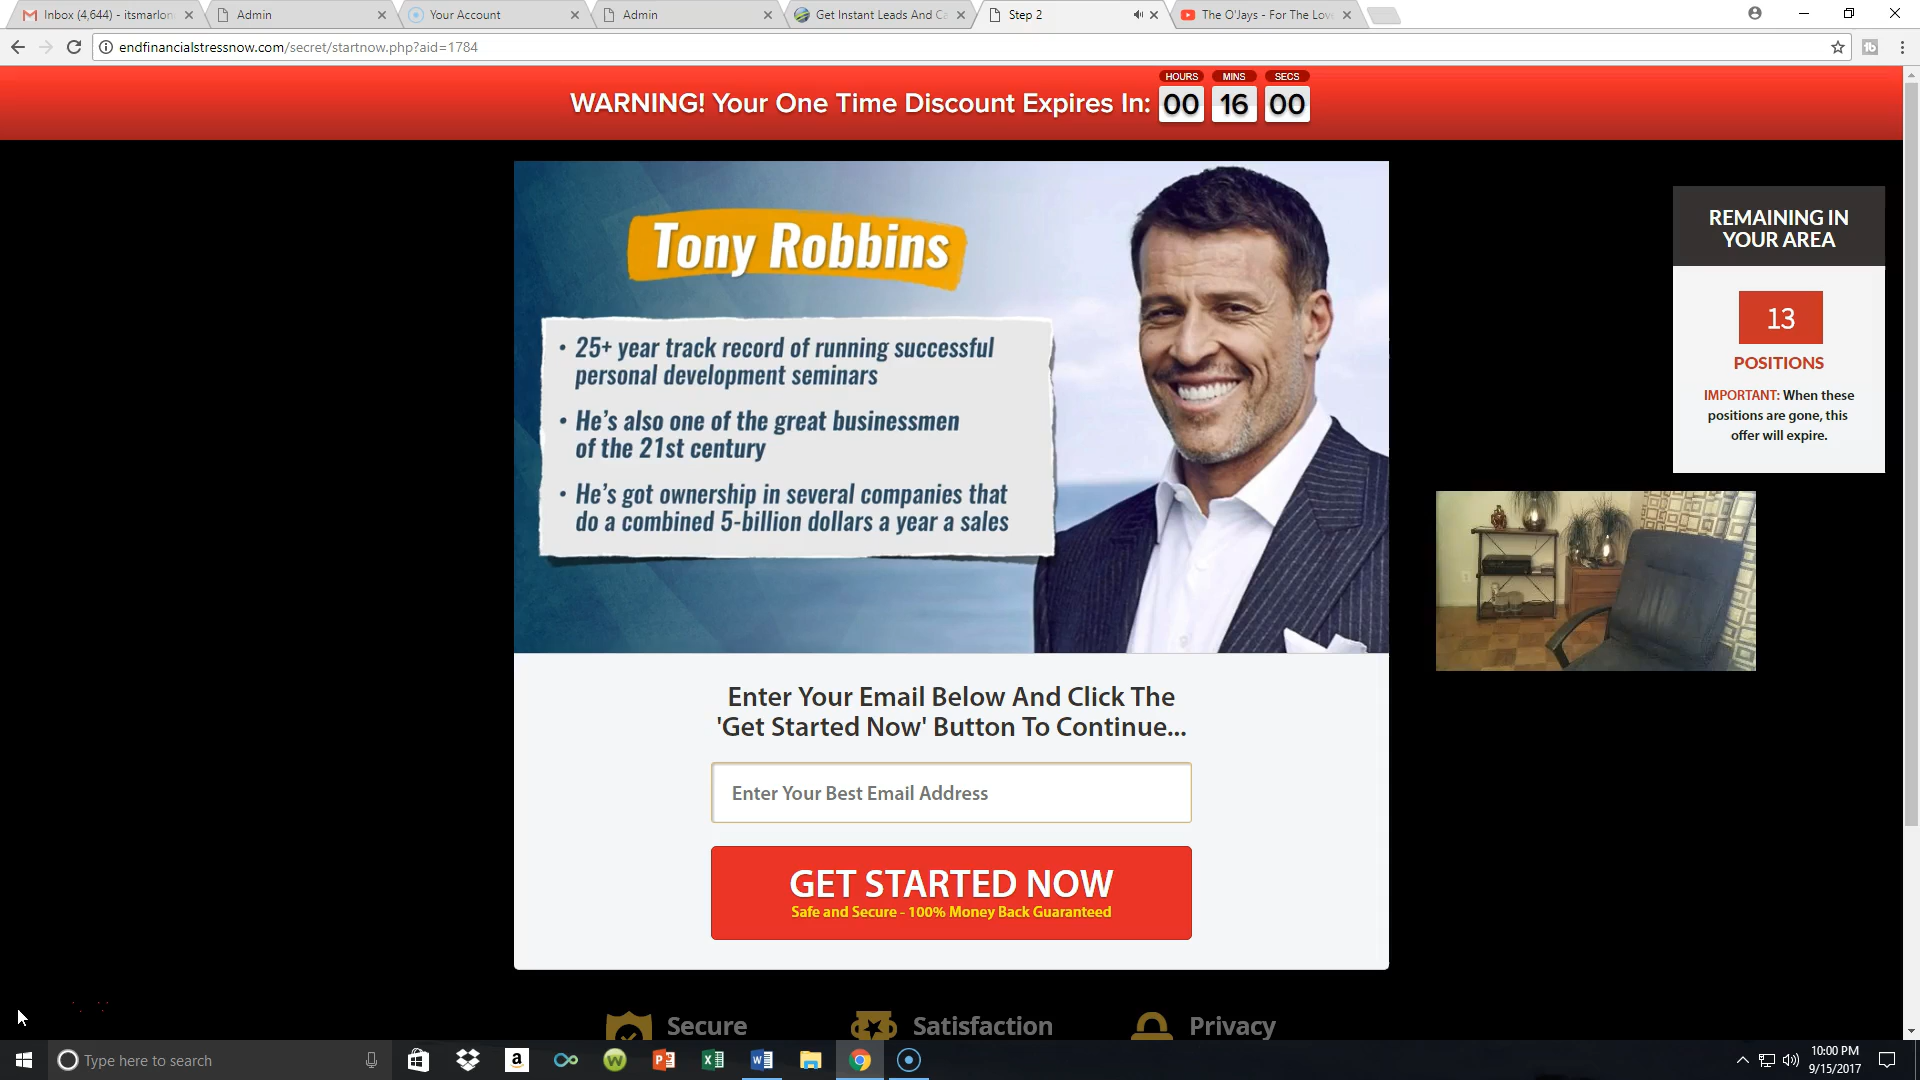 Inbox (4,644) - itsmarlon
Admin
Your Account
Admin
Get Instant Leads And Ca
Step 2
The O'Jays - For The Lov
endfinancialstressnow.com/secret/startnow.php?aid=1784
WARNING! Your One Time Discount Expires In:
HOURS MINS SECS
00 16 00
Tony Robbins
• 25+ year track record of running successful
personal development seminars
• He's also one of the great businessmen
of the 21st century
• He's got ownership in several companies that
do a combined 5-billion dollars a year a sales
REMAINING IN
YOUR AREA
13
POSITIONS
IMPORTANT: When these
positions are gone, this
offer will expire.
Enter Your Email Below And Click The
'Get Started Now' Button To Continue...
Enter Your Best Email Address
GET STARTED NOW
Safe and Secure - 100% Money Back Guaranteed
Secure
Satisfaction
Privacy
Type here to search
10:00 PM
9/15/2017